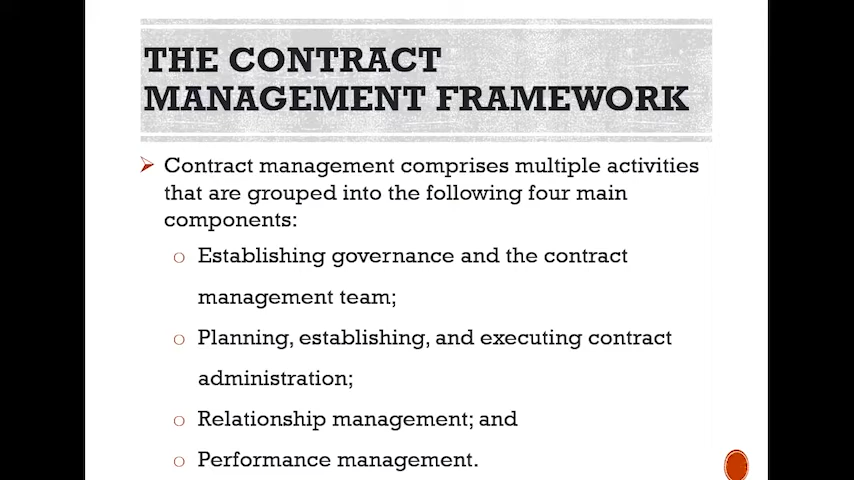 THE CONTRACT
MANAGEMENT FRAMEWORK
Contract management comprises multiple activities
that are grouped into the following four main
components:
Establishing governance and the contract
management team;
Planning, establishing, and executing contract
administration;
Relationship management; and
Performance management.